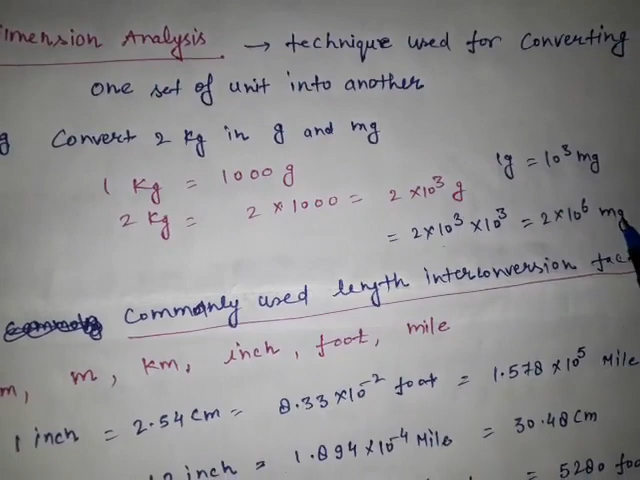 imension Analysis → technique used for converting
one set of unit into another
g Convert 2 kg in g and mg
1 kg = 1000 g 1g = 10³ mg
2 kg = 2 × 1000 = 2 × 10³ g
= 2×10³ × 10³ = 2×10⁶ mg
Commonly used length interconversion fac
m, m, km, inch, foot, mile
1 inch = 2.54 cm = 8.33×10⁻² foot = 1.578 × 10⁵ Mile
inch = 1.894×10⁻⁴ Mile = 30.48 cm
= 5280 foo